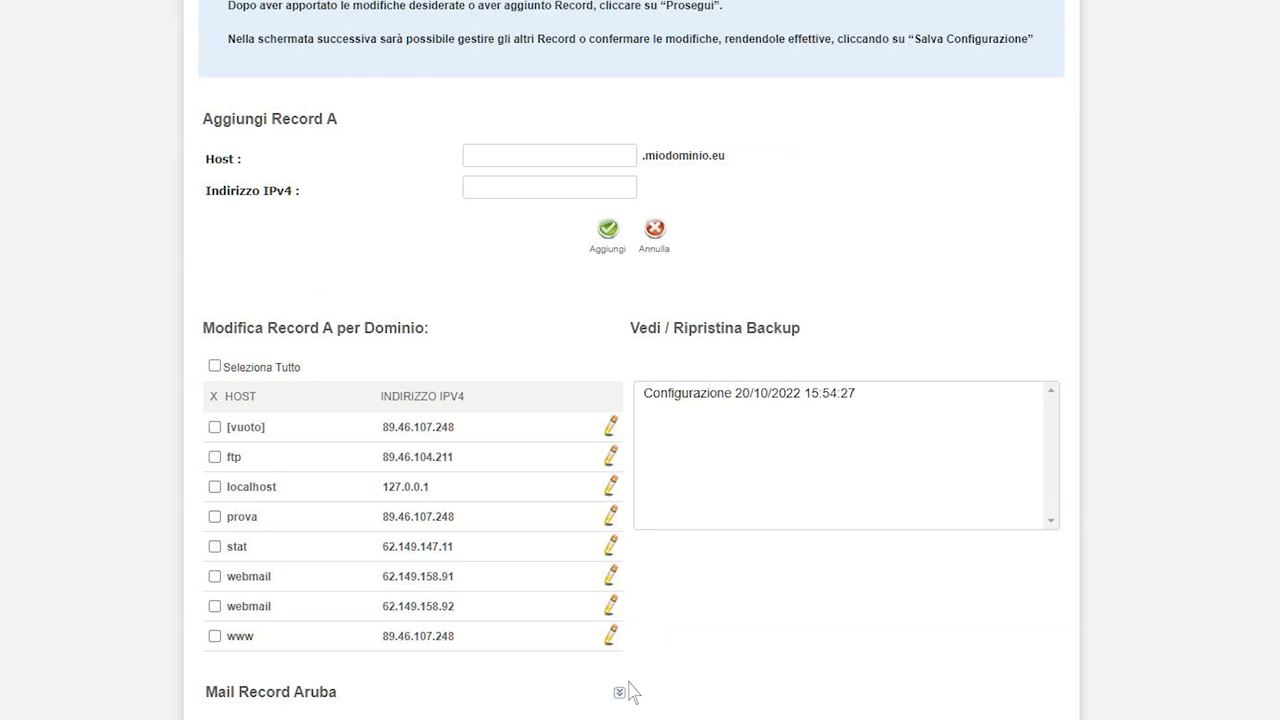 Dopo aver apportato le modifiche desiderate o aver aggiunto Record, cliccare su “Prosegui”.
Nella schermata successiva sarà possibile gestire gli altri Record o confermare le modifiche, rendendole effettive, cliccando su “Salva Configurazione”
Aggiungi Record A
Host :
.miodominio.eu
Indirizzo IPv4 :
Aggiungi Annulla
Modifica Record A per Dominio:
Seleziona Tutto
X HOST INDIRIZZO IPV4
[vuoto] 89.46.107.248
ftp 89.46.104.211
localhost 127.0.0.1
prova 89.46.107.248
stat 62.149.147.11
webmail 62.149.158.91
webmail 62.149.158.92
www 89.46.107.248
Vedi / Ripristina Backup
Configurazione 20/10/2022 15:54:27
Mail Record Aruba